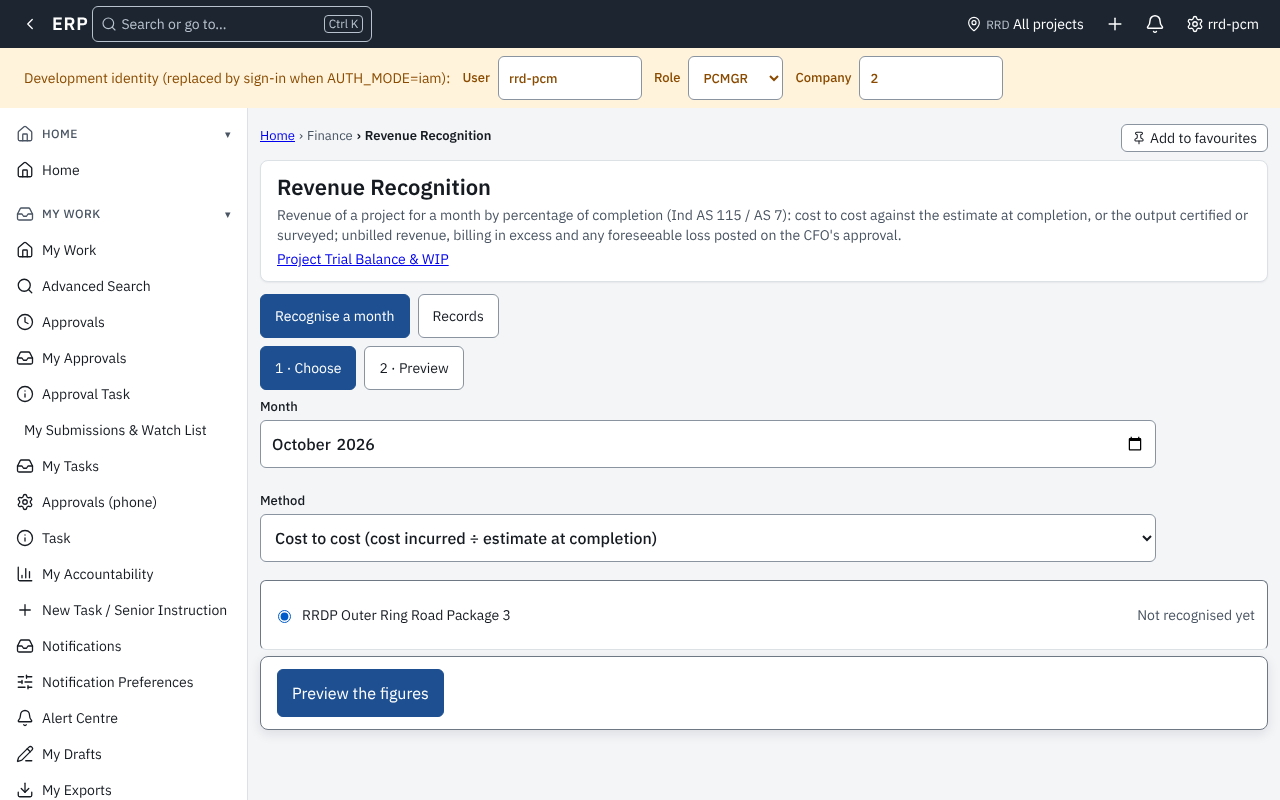 ERP
Search or go to...
Ctrl K
RRD All projects
rrd-pcm
Development identity (replaced by sign-in when AUTH_MODE=iam):
User
rrd-pcm
Role
PCMGR
Company
2
HOME
Home
MY WORK
My Work
Advanced Search
Approvals
My Approvals
Approval Task
My Submissions & Watch List
My Tasks
Approvals (phone)
Task
My Accountability
New Task / Senior Instruction
Notifications
Notification Preferences
Alert Centre
My Drafts
My Exports
Home › Finance › Revenue Recognition
Add to favourites
Revenue Recognition
Revenue of a project for a month by percentage of completion (Ind AS 115 / AS 7): cost to cost against the estimate at completion, or the output certified or
surveyed; unbilled revenue, billing in excess and any foreseeable loss posted on the CFO's approval.
Project Trial Balance & WIP
Recognise a month
Records
1 · Choose
2 · Preview
Month
October 2026
Method
Cost to cost (cost incurred ÷ estimate at completion)
RRDP Outer Ring Road Package 3
Not recognised yet
Preview the figures